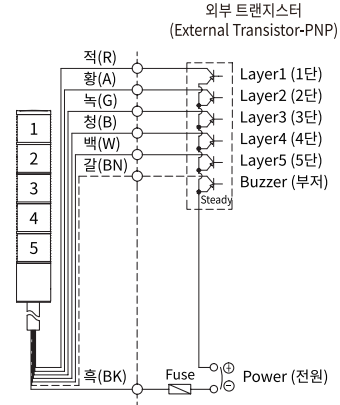 외부 트랜지스터
(External Transistor-PNP)
적(R)
Layer1 (1단)
황(A)
Layer2 (2단)
녹(G)
Layer3 (3단)
청(B)
Layer4 (4단)
백(W)
Layer5 (5단)
갈(BN)
Buzzer (부저)
Steady
1
2
3
4
5
흑(BK)
Fuse
+
Power (전원)
-